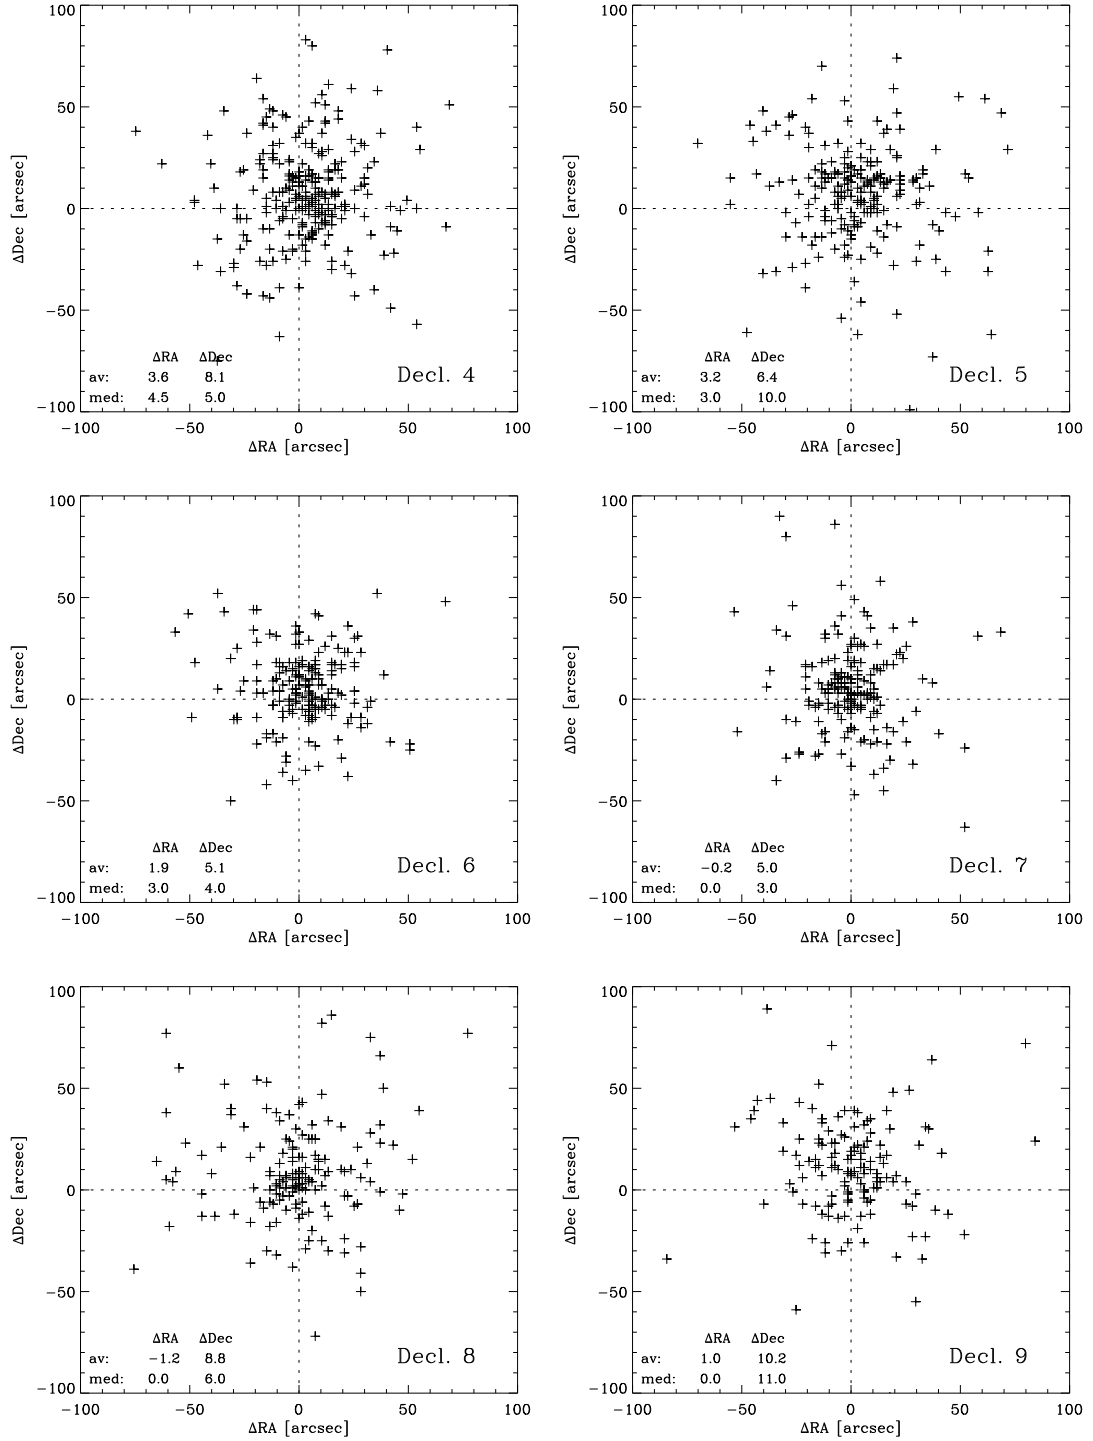 100
50
0
−50
−100
ΔDec [arcsec]
ΔRA ΔDec
av: 3.6 8.1
med: 4.5 5.0
Decl. 4
−100 −50 0 50 100
ΔRA [arcsec]
100
50
0
−50
−100
ΔDec [arcsec]
ΔRA ΔDec
av: 3.2 6.4
med: 3.0 10.0
Decl. 5
−100 −50 0 50 100
ΔRA [arcsec]
100
50
0
−50
−100
ΔDec [arcsec]
ΔRA ΔDec
av: 1.9 5.1
med: 3.0 4.0
Decl. 6
−100 −50 0 50 100
ΔRA [arcsec]
100
50
0
−50
−100
ΔDec [arcsec]
ΔRA ΔDec
av: −0.2 5.0
med: 0.0 3.0
Decl. 7
−100 −50 0 50 100
ΔRA [arcsec]
100
50
0
−50
−100
ΔDec [arcsec]
ΔRA ΔDec
av: −1.2 8.8
med: 0.0 6.0
Decl. 8
−100 −50 0 50 100
ΔRA [arcsec]
100
50
0
−50
−100
ΔDec [arcsec]
ΔRA ΔDec
av: 1.0 10.2
med: 0.0 11.0
Decl. 9
−100 −50 0 50 100
ΔRA [arcsec]